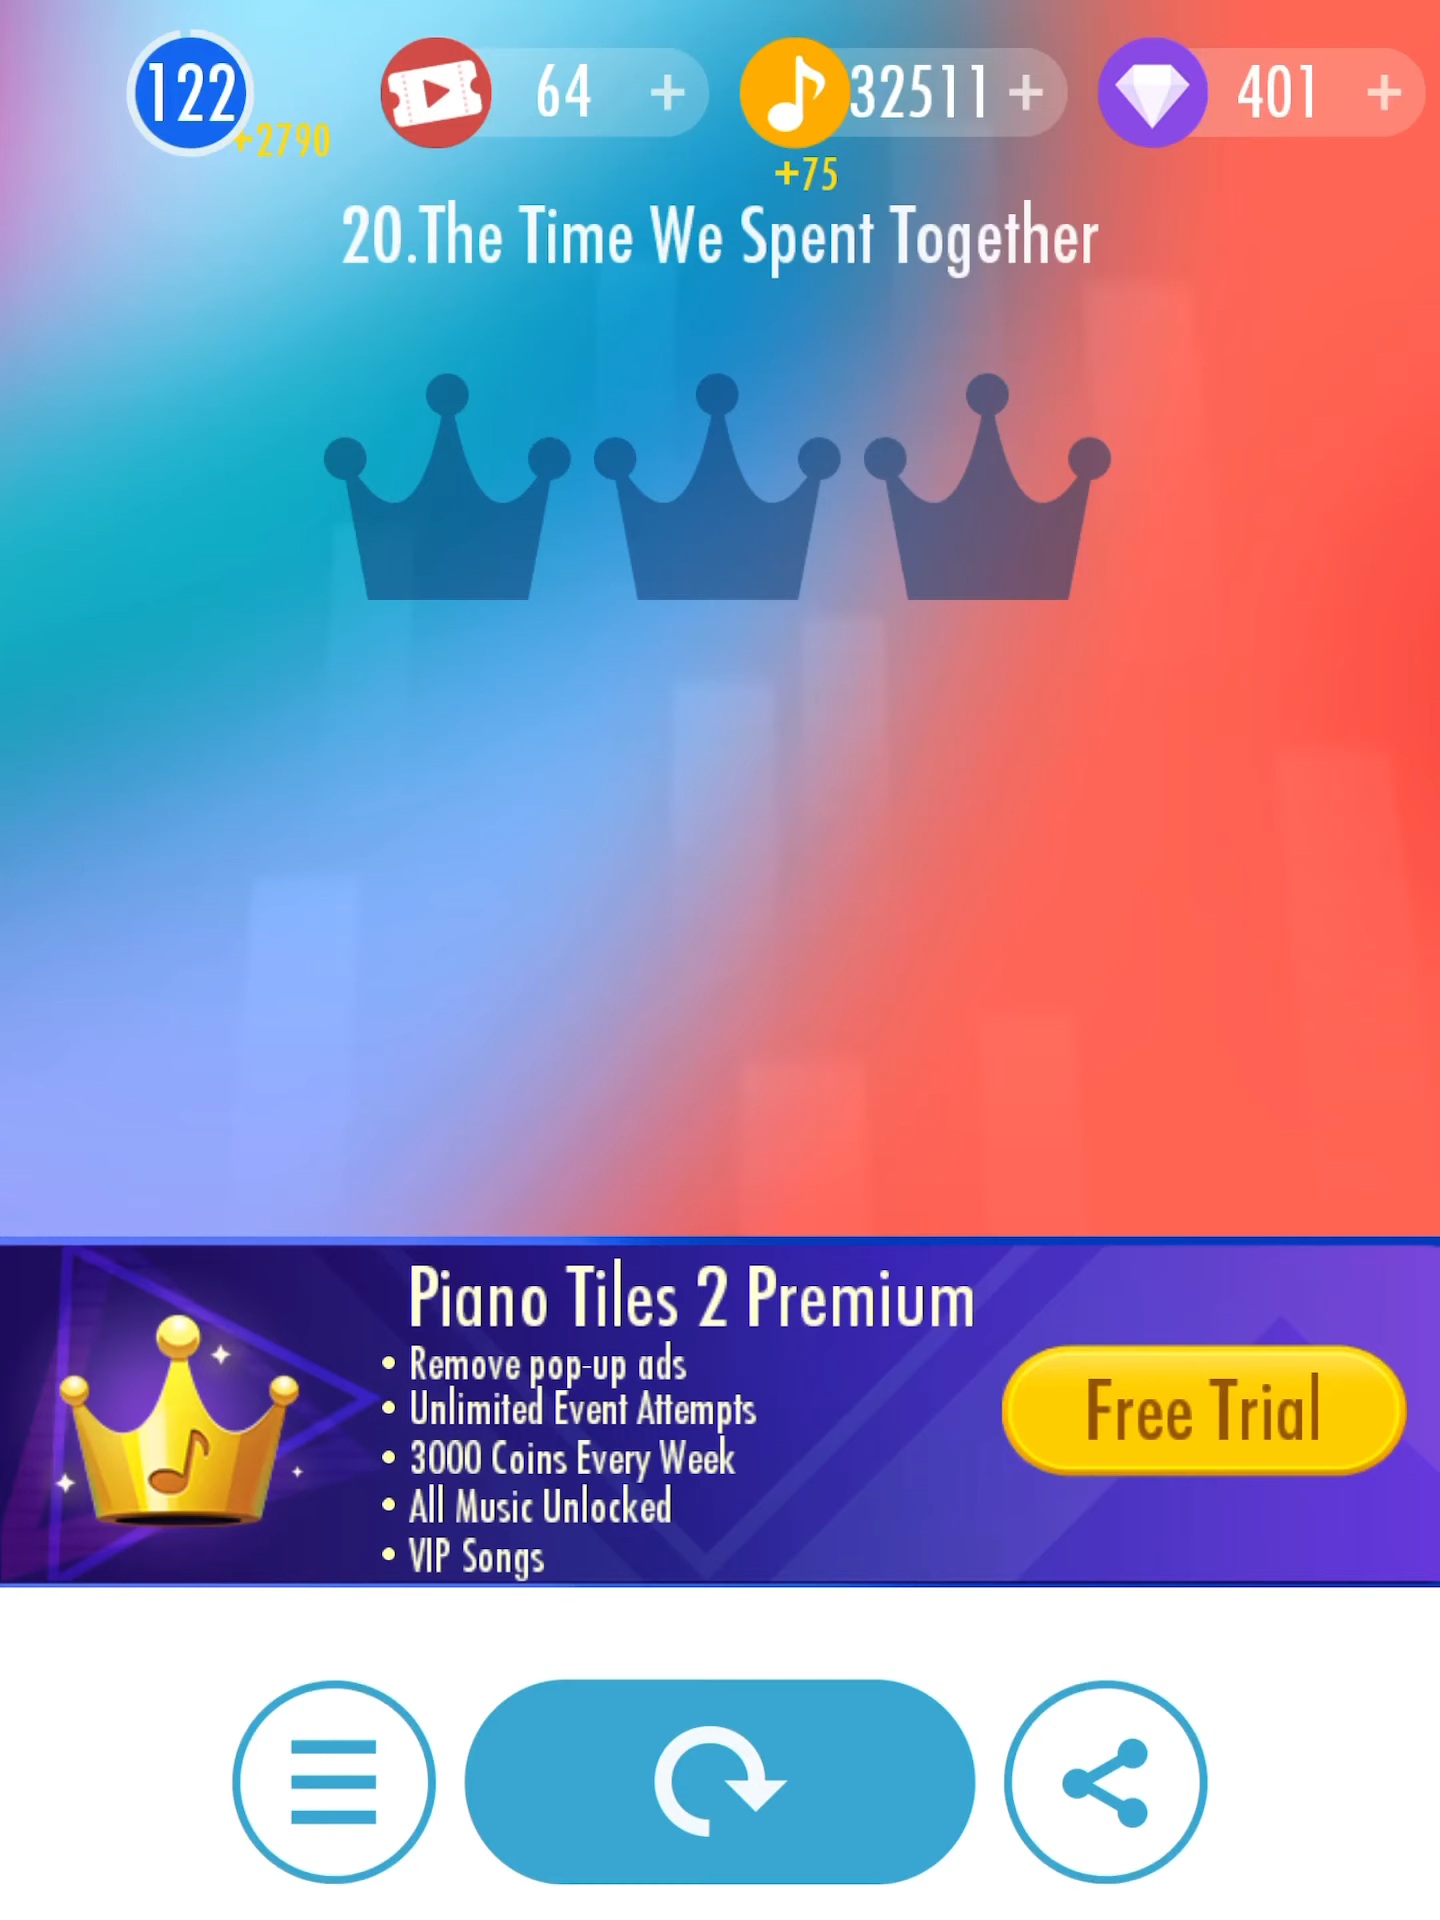 122
+2790
64 +
32511 +
+75
401 +
20.The Time We Spent Together
Piano Tiles 2 Premium
• Remove pop-up ads
• Unlimited Event Attempts
• 3000 Coins Every Week
• All Music Unlocked
• VIP Songs
Free Trial